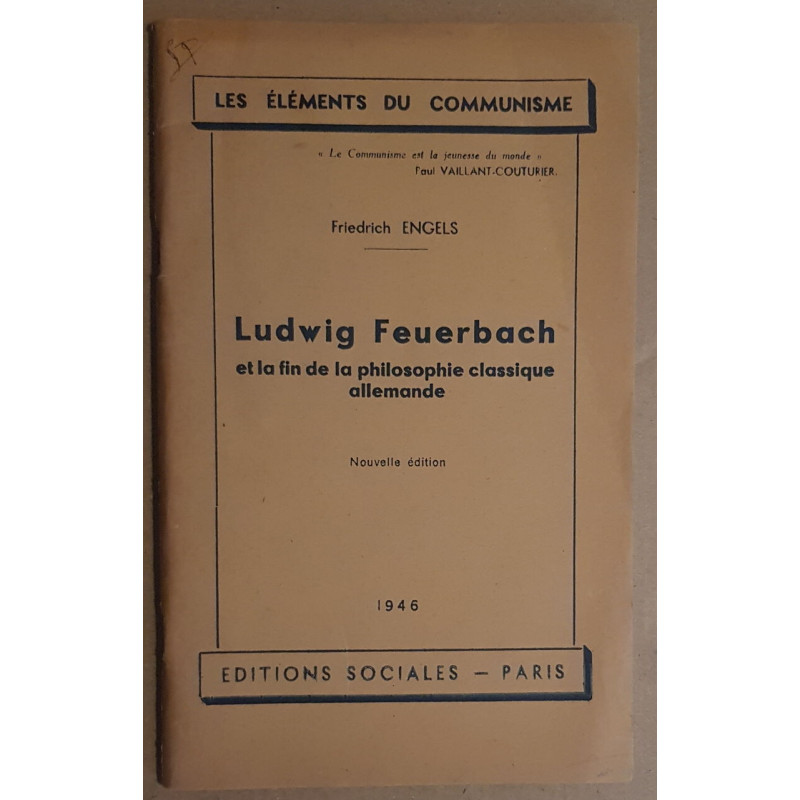 LES ÉLÉMENTS DU COMMUNISME
« Le Communisme est la jeunesse du monde »
Paul VAILLANT-COUTURIER.
Friedrich ENGELS
Ludwig Feuerbach
et la fin de la philosophie classique
allemande
Nouvelle édition
1946
EDITIONS SOCIALES — PARIS